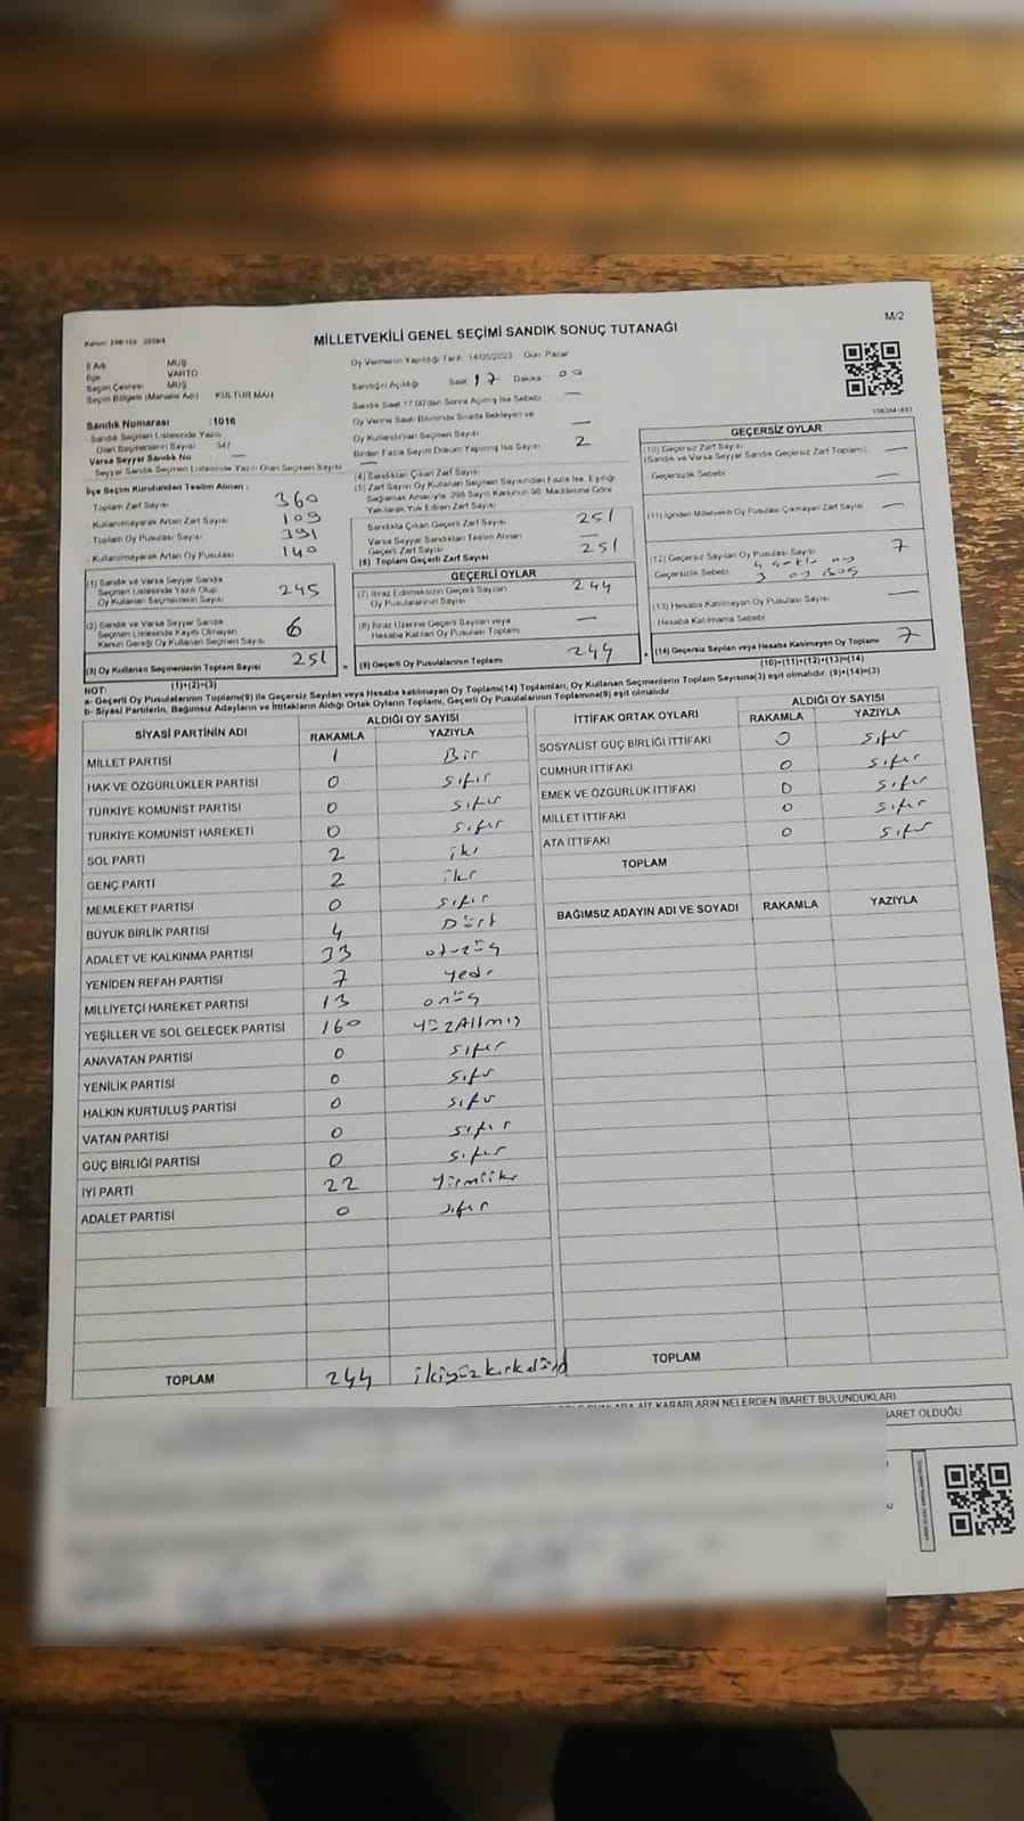 M/2
MİLLETVEKİLİ GENEL SEÇİMİ SANDIK SONUÇ TUTANAĞI
İl Adı MUŞ
İlçe VARTO
Seçim Çevresi MUŞ
Seçim Bölgesi (Mahalle Adı) KÜLTÜR MAH
Sandık Numarası :1016
Sandık Seçmen Listesinde Yazılı
Olan Seçmenlerin Sayısı 347
Varsa Seyyar Sandık No —
Seyyar Sandık Seçmen Listesinde Yazılı Olan Seçmen Sayısı —
İlçe Seçim Kurulundan Teslim Alınan :
Toplam Zarf Sayısı 360
Kullanılmayarak Artan Zarf Sayısı 109
Toplam Oy Pusulası Sayısı 391
Kullanılmayarak Artan Oy Pusulası 140
(1) Sandık ve Varsa Seyyar Sandık
Seçmen Listesinde Yazılı Olup
Oy Kullanan Seçmenlerin Sayısı 245
(2) Sandık ve Varsa Seyyar Sandık
Seçmen Listesinde Kayıtlı Olmayan
Kanun Gereği Oy Kullanan Seçmen Sayısı 6
(3) Oy Kullanan Seçmenlerin Toplam Sayısı 251
(1)+(2)=(3)
Oy Vermenin Yapıldığı Tarih 14/05/2023 Gün Pazar
Sandığın Açıldığı Saat 17 Dakika 00
Sandık Saat 17:00'dan Sonra Açılmış İse Sebebi —
Oy Verme Saati Bitiminde Sırada Bekleyen ve
Oy Kullandırılan Seçmen Sayısı —
Birden Fazla Seçim Döküm Yapılmış İse Sayısı 2
(4) Sandıktan Çıkan Zarf Sayısı
(5) Zarf Sayısı Oy Kullanan Seçmen Sayısından Fazla İse, Eşitliği
Sağlamak Amacıyla, 298 Sayılı Kanunun 98. Maddesine Göre
Yakılarak Yok Edilen Zarf Sayısı
Sandıkta Çıkan Geçerli Zarf Sayısı 251
Varsa Seyyar Sandıktan Teslim Alınan
Geçerli Zarf Sayısı —
(6) Toplam Geçerli Zarf Sayısı 251
GEÇERLİ OYLAR
(7) İtiraz Edilmeksizin Geçerli Sayılan
Oy Pusulalarının Sayısı 244
(8) İtiraz Üzerine Geçerli Sayılan veya
Hesaba Katılan Oy Pusulası Toplamı —
(9) Geçerli Oy Pusulalarının Toplamı 244
GEÇERSİZ OYLAR
(10) Geçersiz Zarf Sayısı
(Sandık ve Varsa Seyyar Sandık Geçersiz Zarf Toplamı) —
Geçersizlik Sebebi —
(11) İçinden Milletvekili Oy Pusulası Çıkmayan Zarf Sayısı —
(12) Geçersiz Sayılan Oy Pusulası Sayısı 7
Geçersizlik Sebebi
3 oy Boş
(13) Hesaba Katılmayan Oy Pusulası Sayısı —
Hesaba Katılmama Sebebi
(14) Geçersiz Sayılan veya Hesaba Katılmayan Oy Toplamı 7
(10)+(11)+(12)+(13)=(14)
NOT:
a- Geçerli Oy Pusulalarının Toplamı(9) ile Geçersiz Sayılan veya Hesaba katılmayan Oy Toplamı(14) Toplamları, Oy Kullanan Seçmenlerin Toplam Sayısına(3) eşit olmalıdır. (9)+(14)=(3)
b- Siyasi Partilerin, Bağımsız Adayların ve İttifakların Aldığı Ortak Oyların Toplamı, Geçerli Oy Pusulalarının Toplamına(9) eşit olmalıdır.
SİYASİ PARTİNİN ADI ALDIĞI OY SAYISI
RAKAMLA YAZIYLA
MİLLET PARTİSİ 1 Bir
HAK VE ÖZGÜRLÜKLER PARTİSİ 0 sıfır
TÜRKİYE KOMÜNİST PARTİSİ 0 sıfır
TÜRKİYE KOMÜNİST HAREKETİ 0 sıfır
SOL PARTİ 2 iki
GENÇ PARTİ 2 iki
MEMLEKET PARTİSİ 0 sıfır
BÜYÜK BİRLİK PARTİSİ 4 Dört
ADALET VE KALKINMA PARTİSİ 33 otuzüç
YENİDEN REFAH PARTİSİ 7 yedi
MİLLİYETÇİ HAREKET PARTİSİ 13 onüç
YEŞİLLER VE SOL GELECEK PARTİSİ 160 yüzAltmış
ANAVATAN PARTİSİ 0 sıfır
YENİLİK PARTİSİ 0 sıfır
HALKIN KURTULUŞ PARTİSİ 0 sıfır
VATAN PARTİSİ 0 sıfır
GÜÇ BİRLİĞİ PARTİSİ 0 sıfır
İYİ PARTİ 22 yirmiiki
ADALET PARTİSİ 0 sıfır
TOPLAM 244 ikiyüzkırkdörd
İTTİFAK ORTAK OYLARI ALDIĞI OY SAYISI
RAKAMLA YAZIYLA
SOSYALİST GÜÇ BİRLİĞİ İTTİFAKI 0 sıfır
CUMHUR İTTİFAKI 0 sıfır
EMEK VE ÖZGÜRLÜK İTTİFAKI 0 sıfır
MİLLET İTTİFAKI 0 sıfır
ATA İTTİFAKI 0 sıfır
TOPLAM
BAĞIMSIZ ADAYIN ADI VE SOYADI RAKAMLA YAZIYLA
TOPLAM
AİT KARARLARIN NELERDEN İBARET BULUNDUKLARI
OLDUĞU